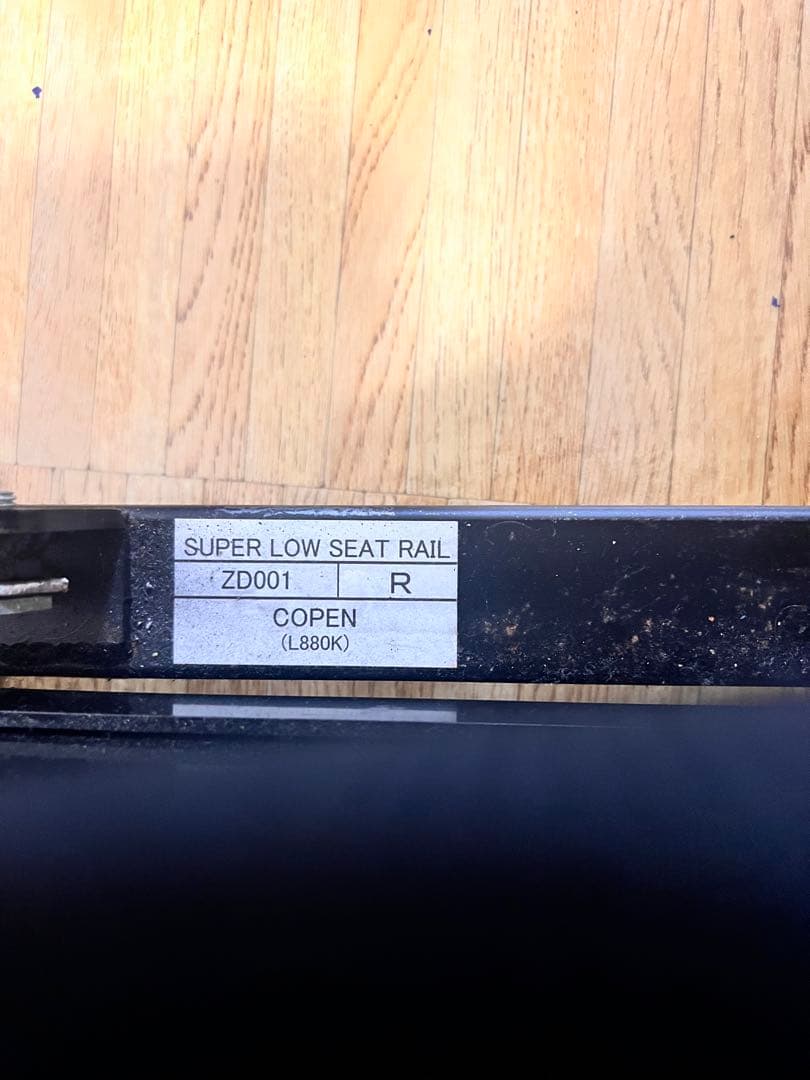 SUPER LOW SEAT RAIL
ZD001 R
COPEN
(L880K)